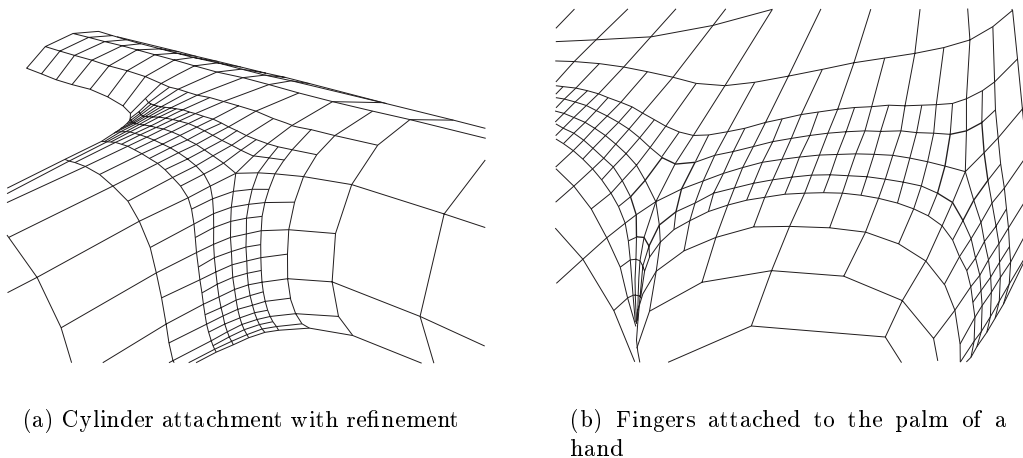 (a) Cylinder attachment with refinement
(b) Fingers attached to the palm of a
hand